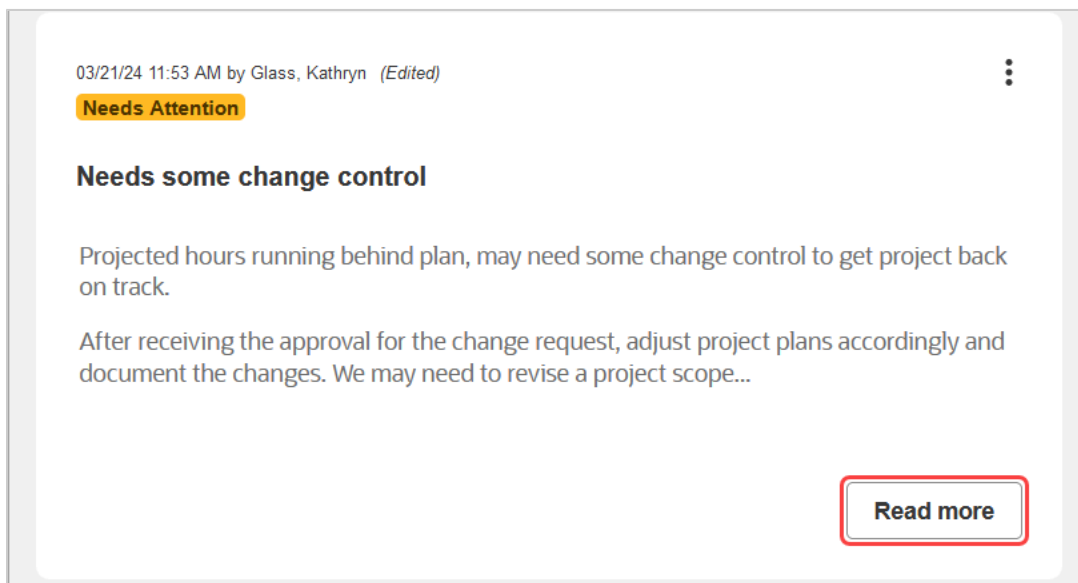 03/21/24 11:53 AM by Glass, Kathryn (Edited)
Needs Attention
Needs some change control
Projected hours running behind plan, may need some change control to get project back
on track.
After receiving the approval for the change request, adjust project plans accordingly and
document the changes. We may need to revise a project scope...
Read more